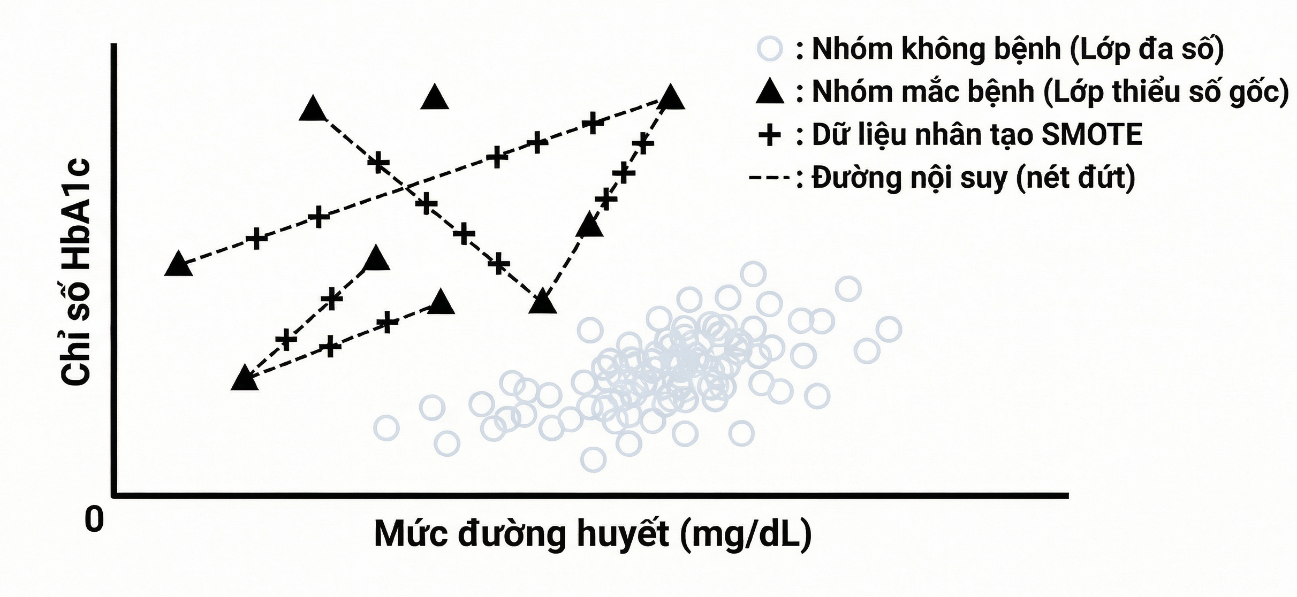 : Nhóm không bệnh (Lớp đa số)
: Nhóm mắc bệnh (Lớp thiểu số gốc)
: Dữ liệu nhân tạo SMOTE
: Đường nội suy (nét đứt)
Chỉ số HbA1c
0
Mức đường huyết (mg/dL)